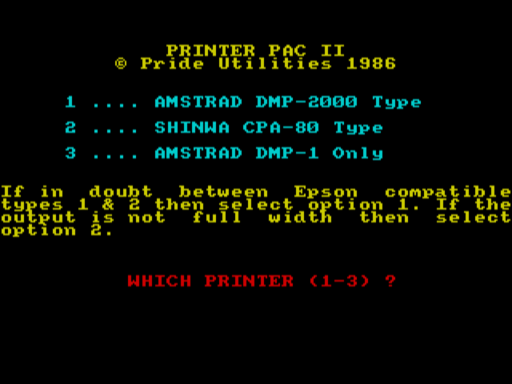 PRINTER PAC II
© Pride Utilities 1986
1 .... AMSTRAD DMP-2000 Type
2 .... SHINWA CPA-80 Type
3 .... AMSTRAD DMP-1 Only
If in doubt between Epson compatible
types 1 & 2 then select option 1. If the
output is not full width then select
option 2.
WHICH PRINTER (1-3) ?